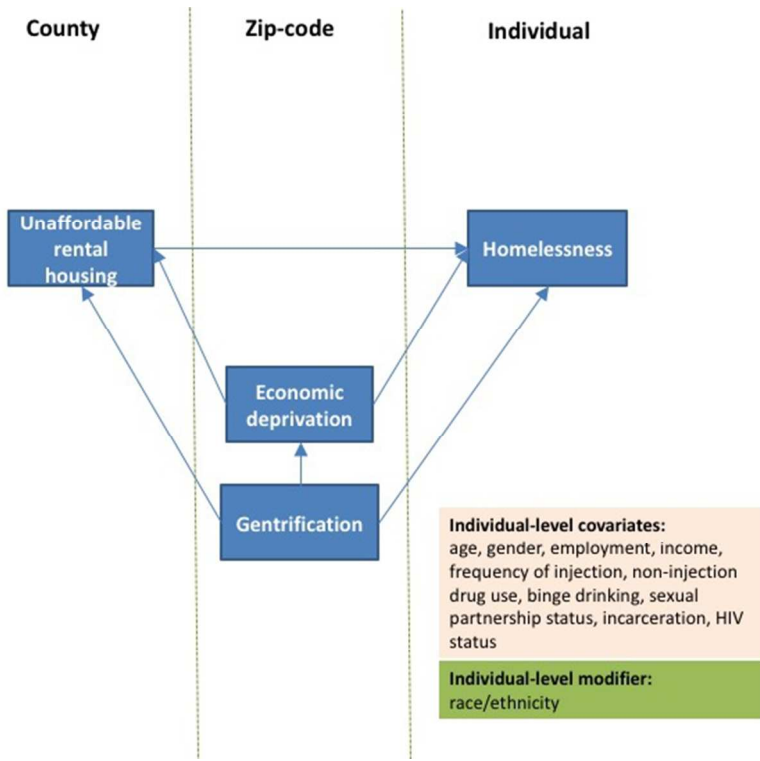 County
Zip-code
Individual
Unaffordable
rental
housing
Homelessness
Economic
deprivation
Gentrification
Individual-level covariates:
age, gender, employment, income,
frequency of injection, non-injection
drug use, binge drinking, sexual
partnership status, incarceration, HIV
status
Individual-level modifier:
race/ethnicity